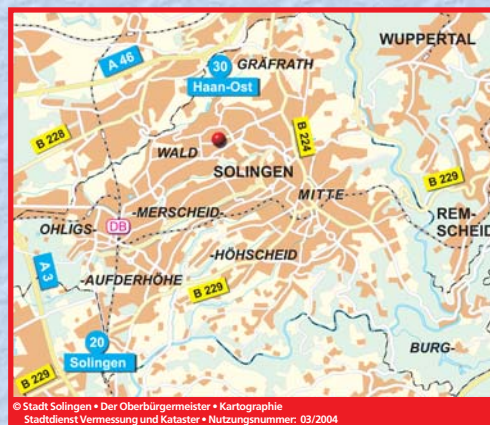 WUPPERTAL
A 46
30
GRÄFRATH
Haan-Ost
B 228
WALD
B 224
SOLINGEN
B 229
MITTE-
-MERSCHEID-
REM-
SCHEID
OHLIGS-
DB
-HÖHSCHEID
A 3
-AUFDERHÖHE
B 229
20
Solingen
BURG-
B 229
© Stadt Solingen • Der Oberbürgermeister • Kartographie
Stadtdienst Vermessung und Kataster • Nutzungsnummer: 03/2004